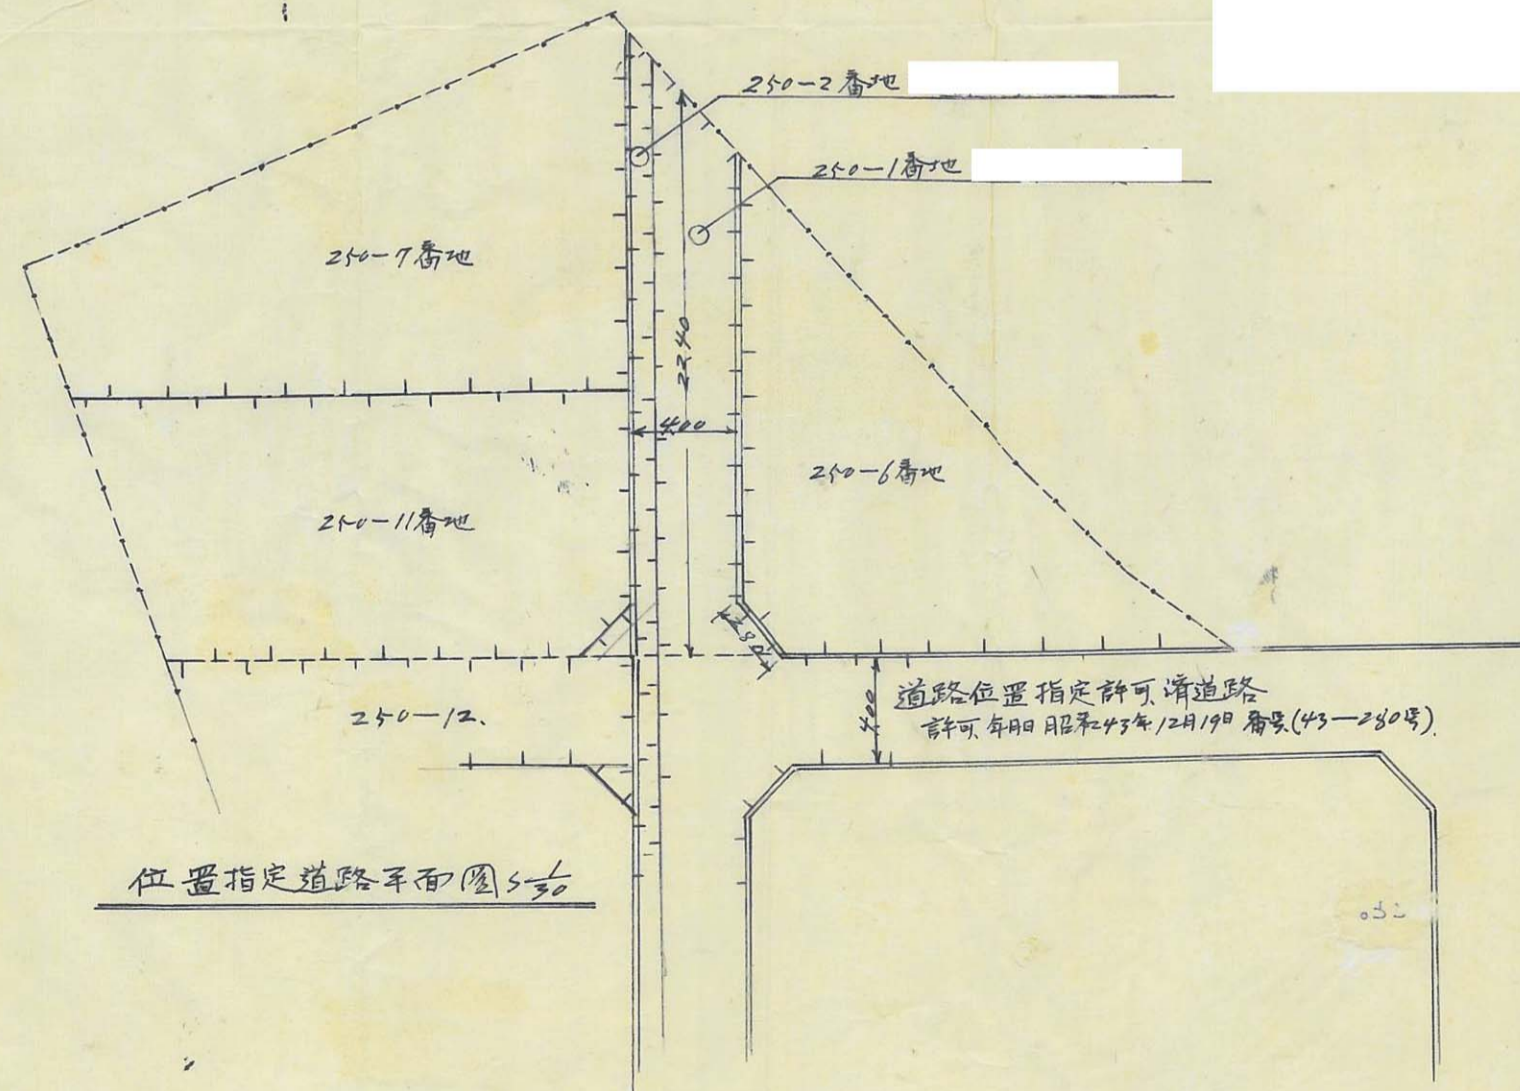 250-2番地
250-1番地
250-7番地
22.40
4.00
250-6番地
250-11番地
2.80
道路位置指定許可済道路
許可年月日 昭和43年12月19日 番号(43-280号).
4.00
250-12.
位置指定道路平面図 S 1/30